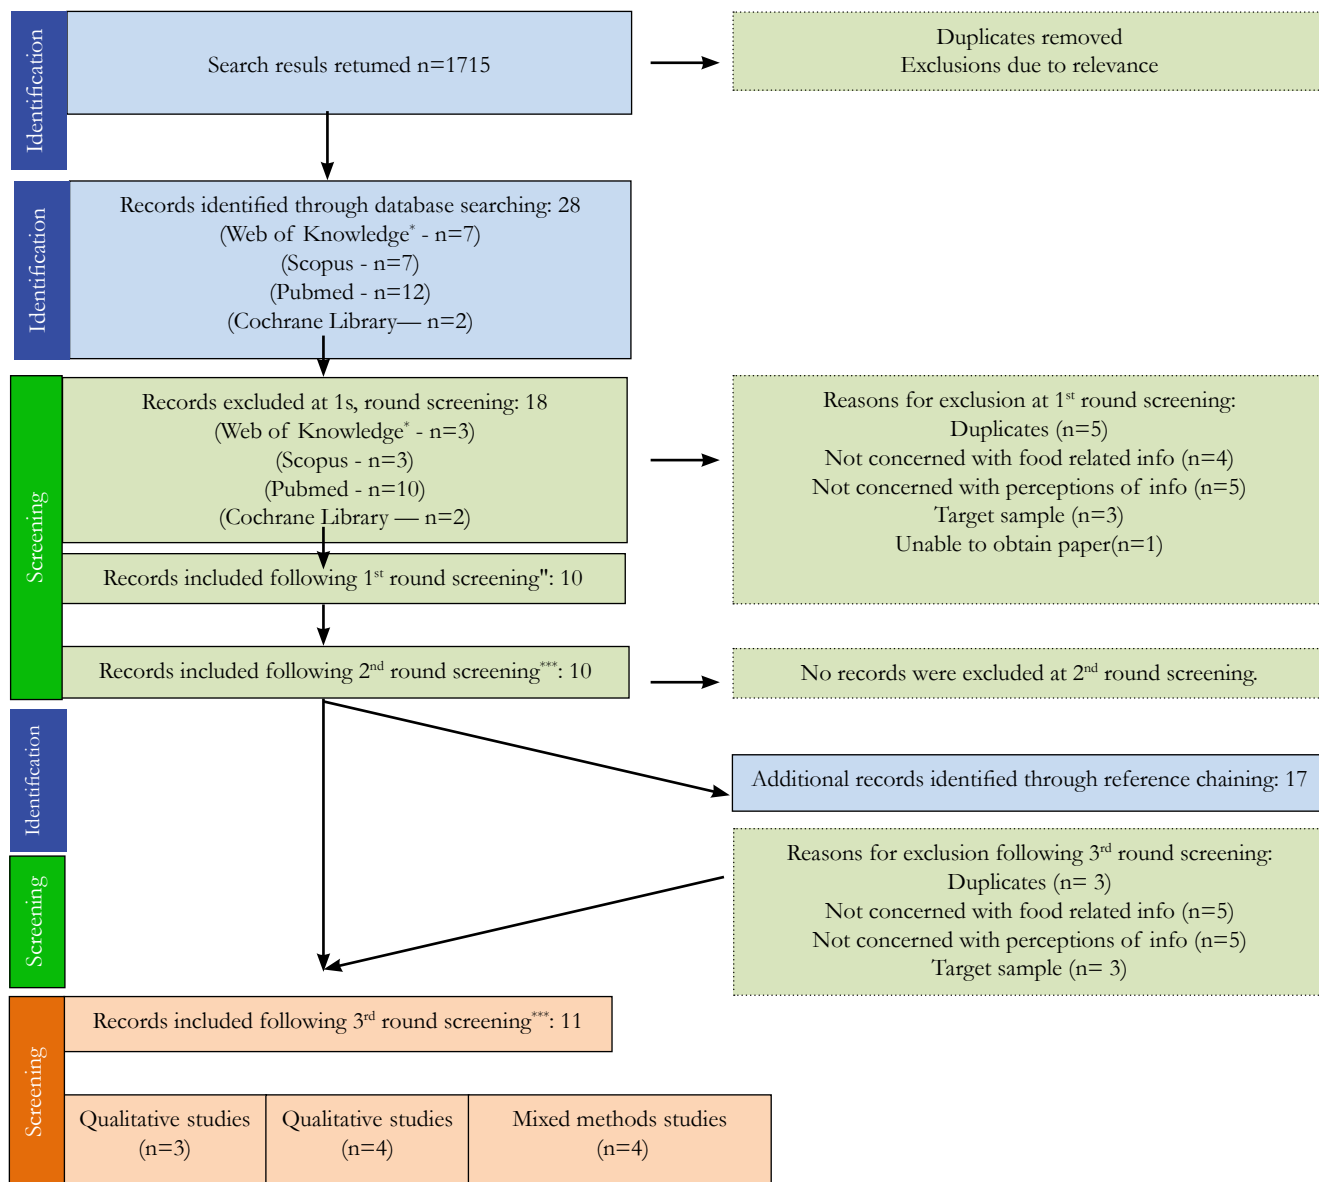 Identification
Search resuls retumed n=1715
Duplicates removed
Exclusions due to relevance
Identification
Records identified through database searching: 28
(Web of Knowledge* - n=7)
(Scopus - n=7)
(Pubmed - n=12)
(Cochrane Library— n=2)
Screening
Records excluded at 1s, round screening: 18
(Web of Knowledge* - n=3)
(Scopus - n=3)
(Pubmed - n=10)
(Cochrane Library — n=2)
Reasons for exclusion at 1st round screening:
Duplicates (n=5)
Not concerned with food related info (n=4)
Not concerned with perceptions of info (n=5)
Target sample (n=3)
Unable to obtain paper(n=1)
Records included following 1st round screening": 10
Records included following 2nd round screening***: 10
No records were excluded at 2nd round screening.
Identification
Additional records identified through reference chaining: 17
Screening
Reasons for exclusion following 3rd round screening:
Duplicates (n= 3)
Not concerned with food related info (n=5)
Not concerned with perceptions of info (n=5)
Target sample (n= 3)
Screening
Records included following 3rd round screening***: 11
Qualitative studies
(n=3)
Qualitative studies
(n=4)
Mixed methods studies
(n=4)